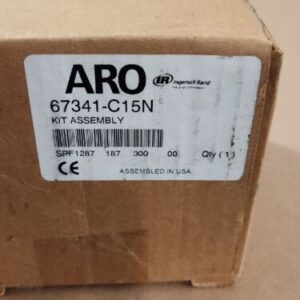 ARO IR Ingersoll Rand
67341-C15N
KIT ASSEMBLY
SPF1287 187 300 00 Qty ( 1 )
CE ASSEMBLED IN USA